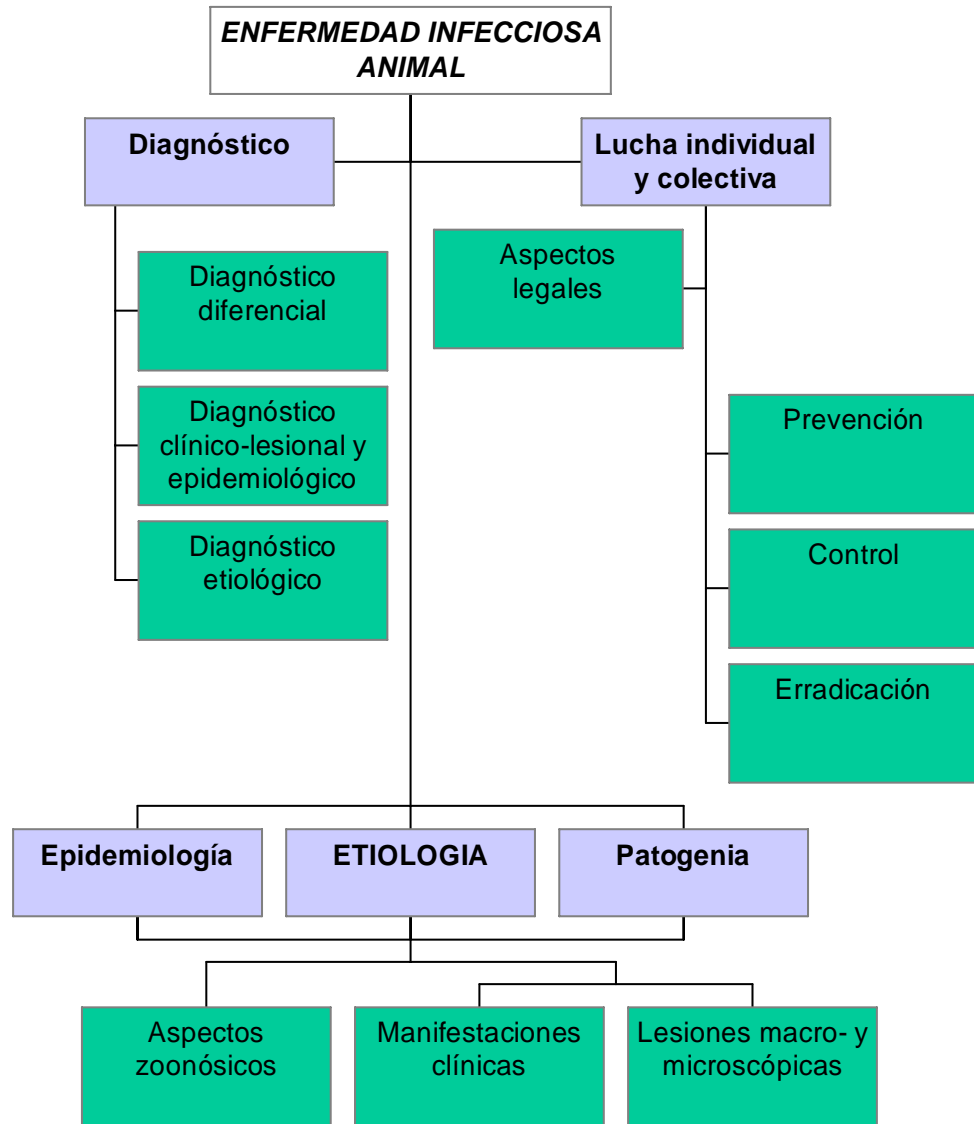 ENFERMEDAD INFECCIOSA
ANIMAL
Diagnóstico
Lucha individual
y colectiva
Diagnóstico
diferencial
Diagnóstico
clínico-lesional y
epidemiológico
Diagnóstico
etiológico
Aspectos
legales
Prevención
Control
Erradicación
Epidemiología
ETIOLOGIA
Patogenia
Aspectos
zoonósicos
Manifestaciones
clínicas
Lesiones macro- y
microscópicas